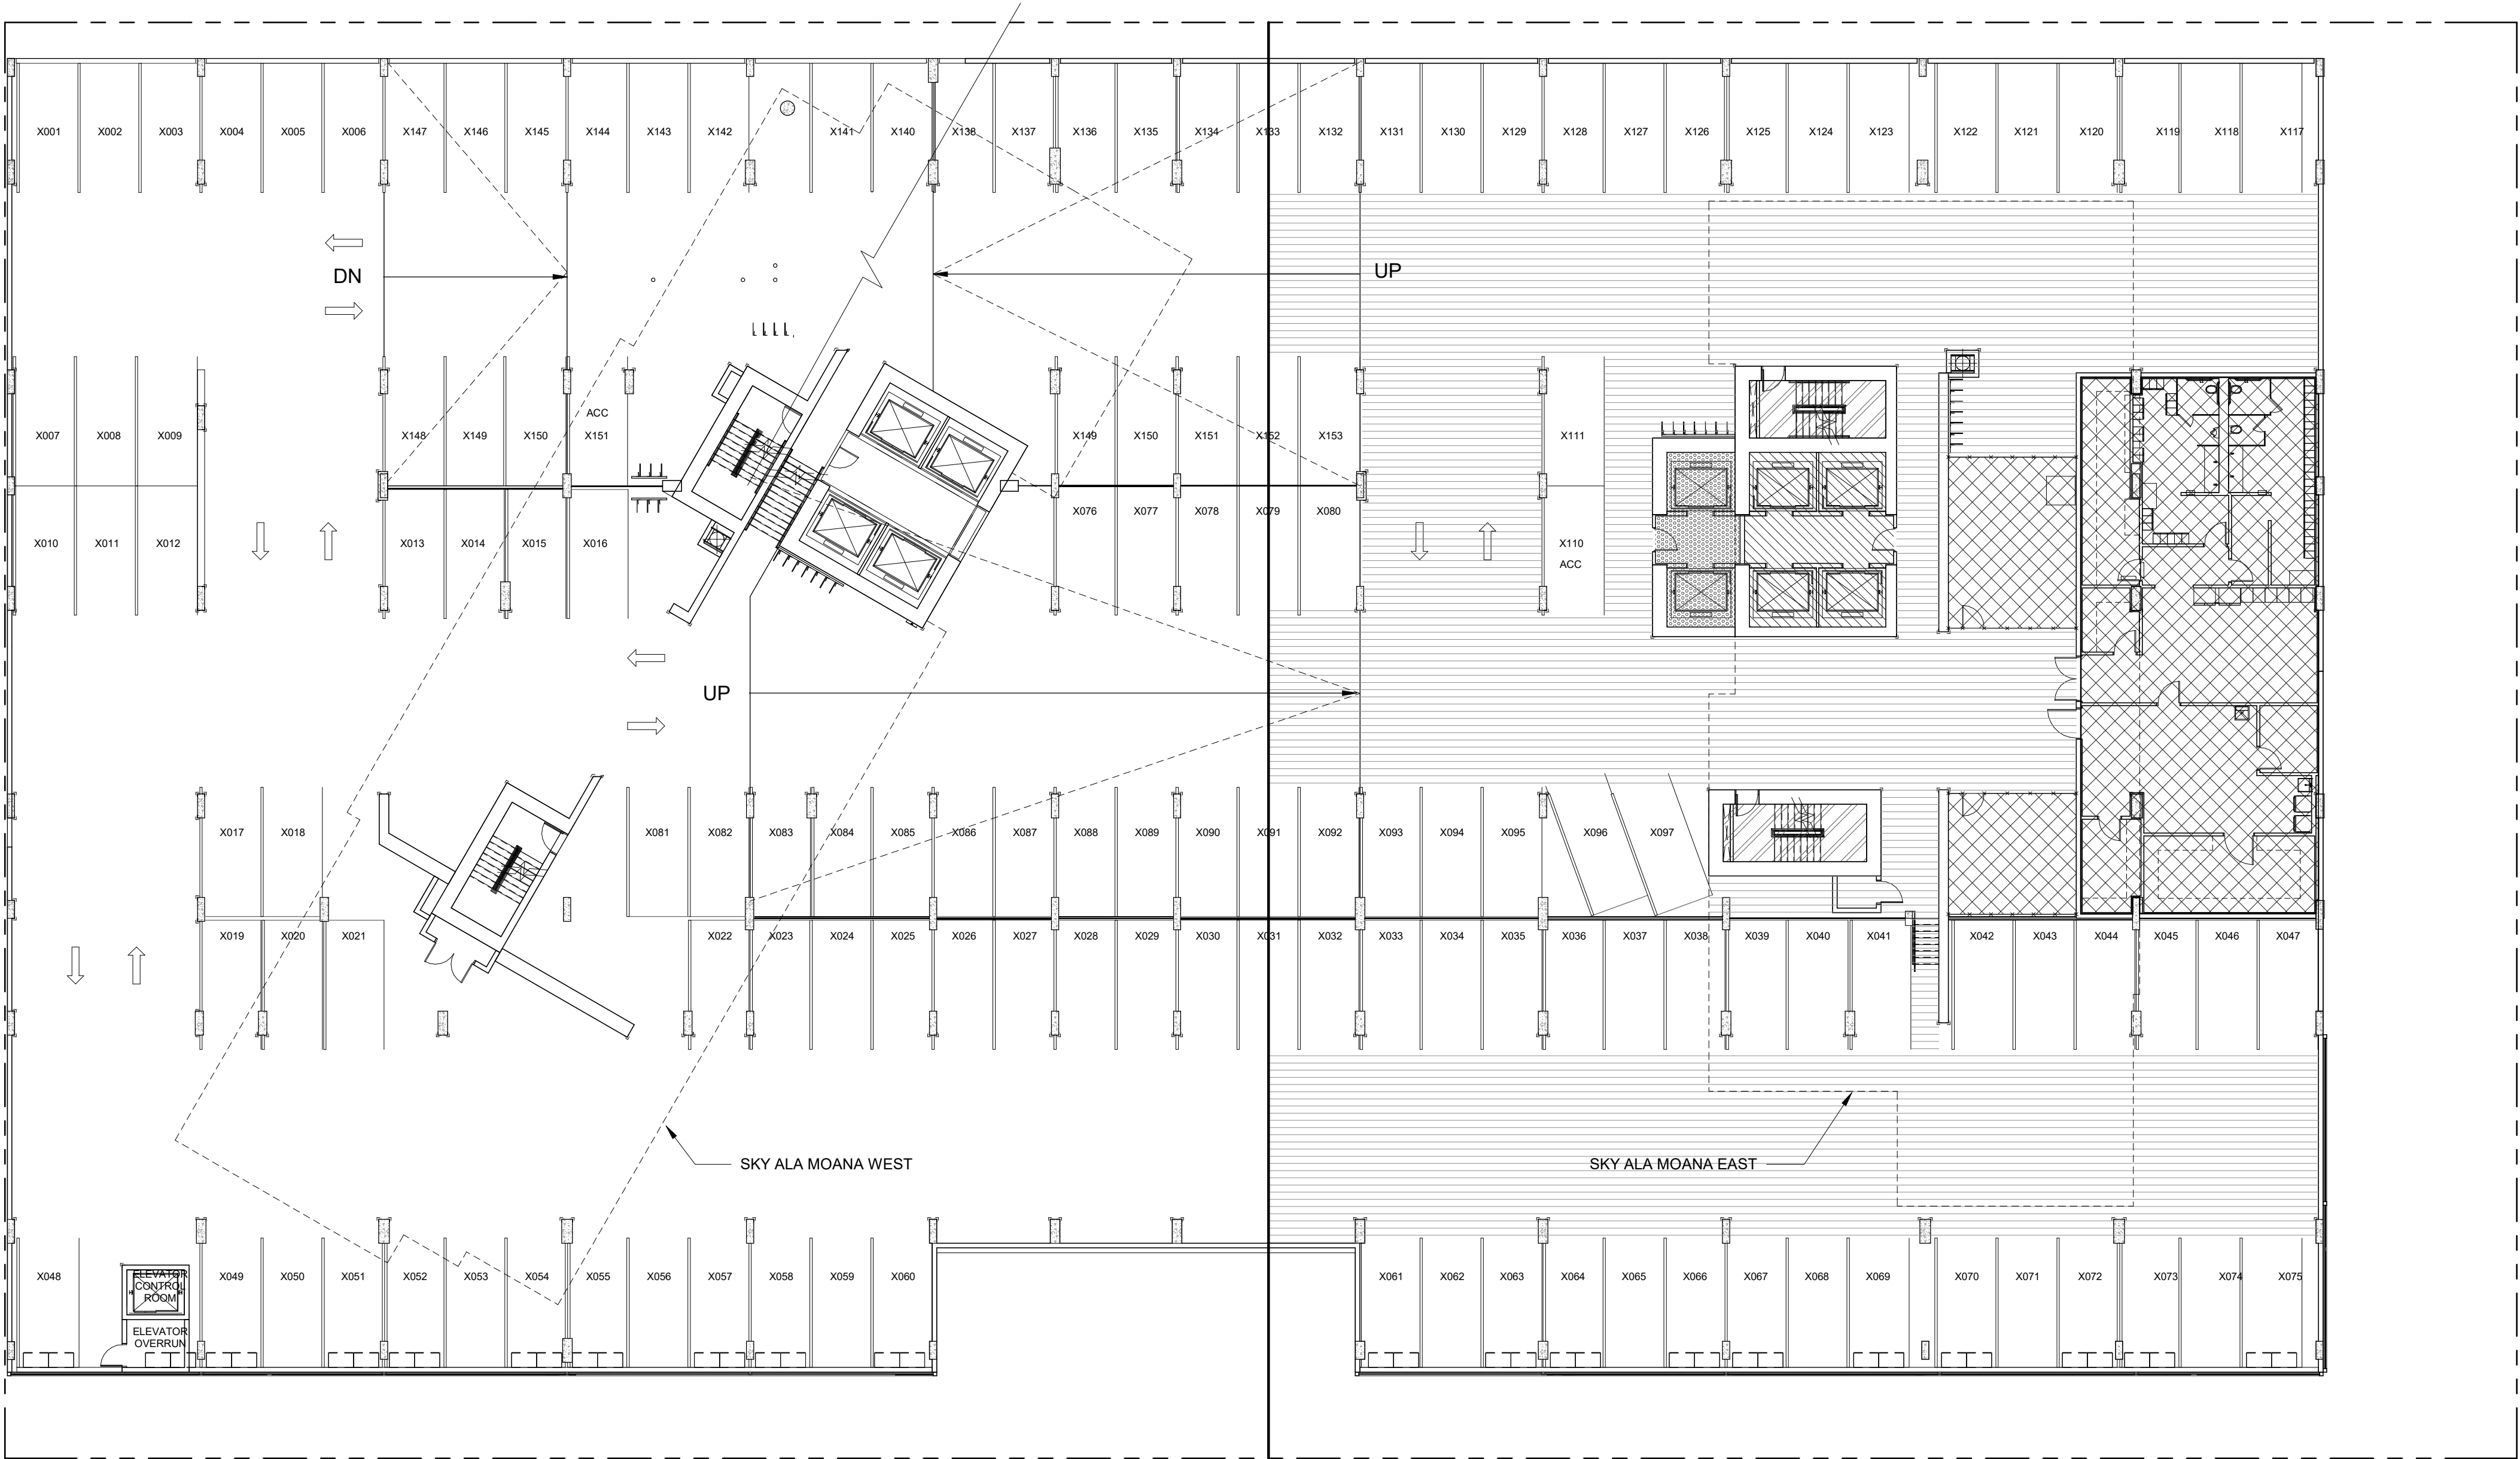 X001 X002 X003 X004 X005 X006 X147 X146 X145 X144 X143 X142 X141 X140 X138 X137 X136 X135 X134 X133 X132 X131 X130 X129 X128 X127 X126 X125 X124 X123 X122 X121 X120 X119 X118 X117
DN
UP
ACC
X007 X008 X009 X148 X149 X150 X151 X149 X150 X151 X152 X153 X111
X076 X077 X078 X079 X080
X010 X011 X012 X013 X014 X015 X016 X110
ACC
UP
X017 X018 X081 X082 X083 X084 X085 X086 X087 X088 X089 X090 X091 X092 X093 X094 X095 X096 X097
X019 X020 X021 X022 X023 X024 X025 X026 X027 X028 X029 X030 X031 X032 X033 X034 X035 X036 X037 X038 X039 X040 X041 X042 X043 X044 X045 X046 X047
SKY ALA MOANA WEST
SKY ALA MOANA EAST
X048 X049 X050 X051 X052 X053 X054 X055 X056 X057 X058 X059 X060 X061 X062 X063 X064 X065 X066 X067 X068 X069 X070 X071 X072 X073 X074 X075
ELEVATOR
CONTROL
ROOM
ELEVATOR
OVERRUN